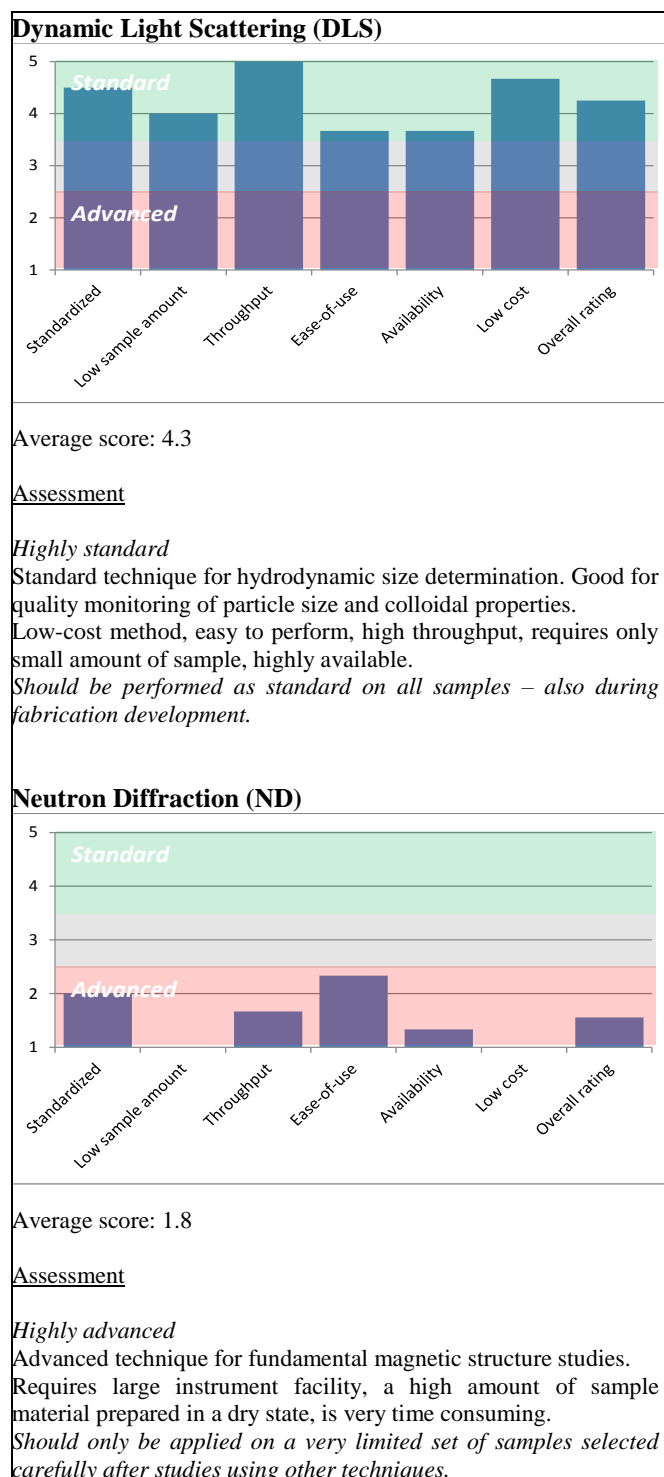 Dynamic Light Scattering (DLS)
5
Standard
4
3
2
Advanced
1
Standardized
Low sample amount
Throughput
Ease-of-use
Availability
Low cost
Overall rating
Average score: 4.3
Assessment
Highly standard
Standard technique for hydrodynamic size determination. Good for
quality monitoring of particle size and colloidal properties.
Low-cost method, easy to perform, high throughput, requires only
small amount of sample, highly available.
Should be performed as standard on all samples – also during
fabrication development.
Neutron Diffraction (ND)
5
Standard
4
3
2
Advanced
1
Standardized
Low sample amount
Throughput
Ease-of-use
Availability
Low cost
Overall rating
Average score: 1.8
Assessment
Highly advanced
Advanced technique for fundamental magnetic structure studies.
Requires large instrument facility, a high amount of sample
material prepared in a dry state, is very time consuming.
Should only be applied on a very limited set of samples selected
carefully after studies using other techniques.